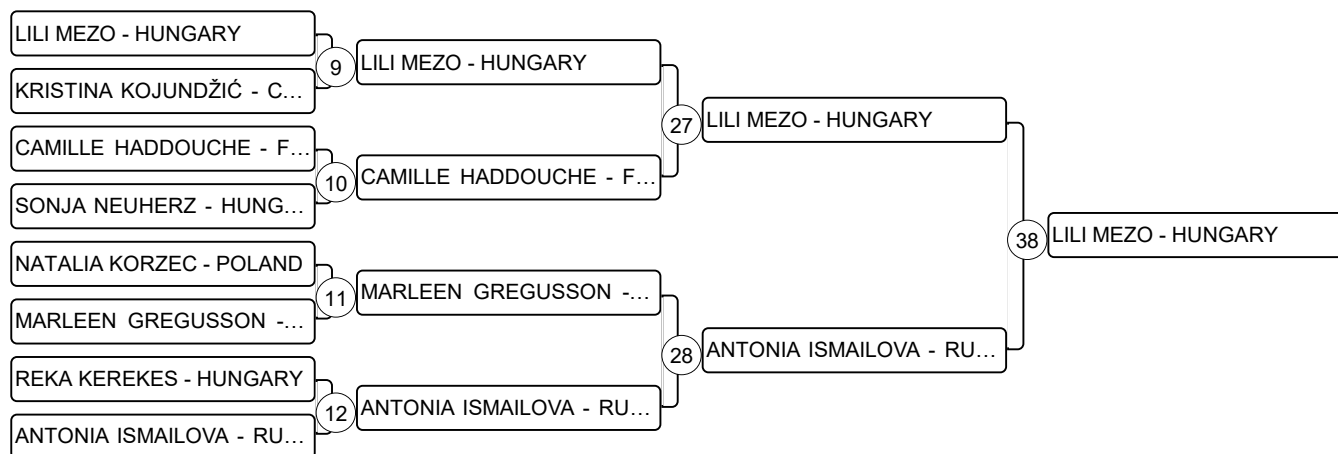 LILI MEZO - HUNGARY
KRISTINA KOJUNDŽIĆ - C...
9
CAMILLE HADDOUCHE - F...
SONJA NEUHERZ - HUNG...
10
NATALIA KORZEC - POLAND
MARLEEN GREGUSSON -...
11
REKA KEREKES - HUNGARY
ANTONIA ISMAILOVA - RU...
12
LILI MEZO - HUNGARY
CAMILLE HADDOUCHE - F...
27
MARLEEN GREGUSSON -...
ANTONIA ISMAILOVA - RU...
28
LILI MEZO - HUNGARY
ANTONIA ISMAILOVA - RU...
38
LILI MEZO - HUNGARY